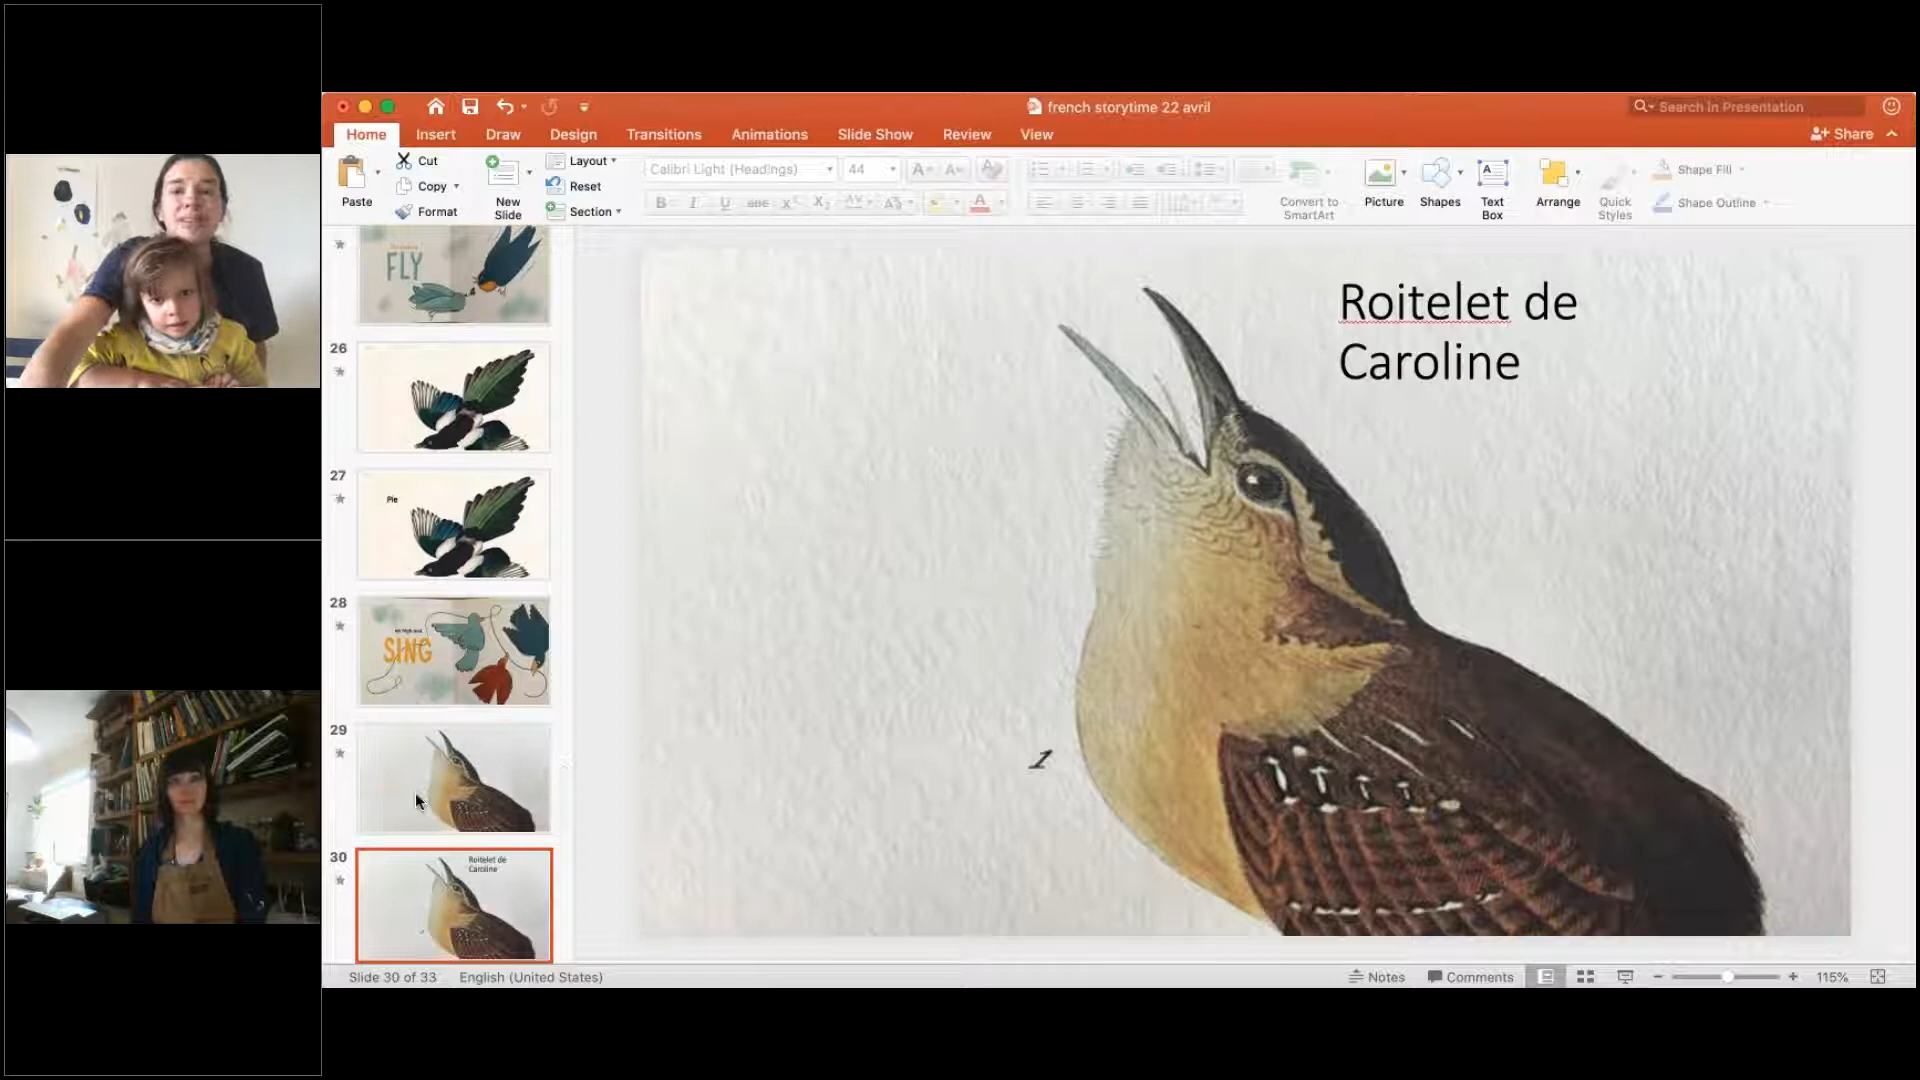 french storytime 22 avril
Search in Presentation
Home Insert Draw Design Transitions Animations Slide Show Review View
Share
Paste
Cut
Copy
Format
New
Slide
Layout
Reset
Section
Calibri Light (Headings) 44
Convert to
SmartArt
Picture
Shapes
Text
Box
Arrange
Quick
Styles
Shape Fill
Shape Outline
FLY
26
27
Pie
28
SING
29
30
Roitelet de
Caroline
Roitelet de
Caroline
1
Slide 30 of 33 English (United States)
Notes Comments 115%